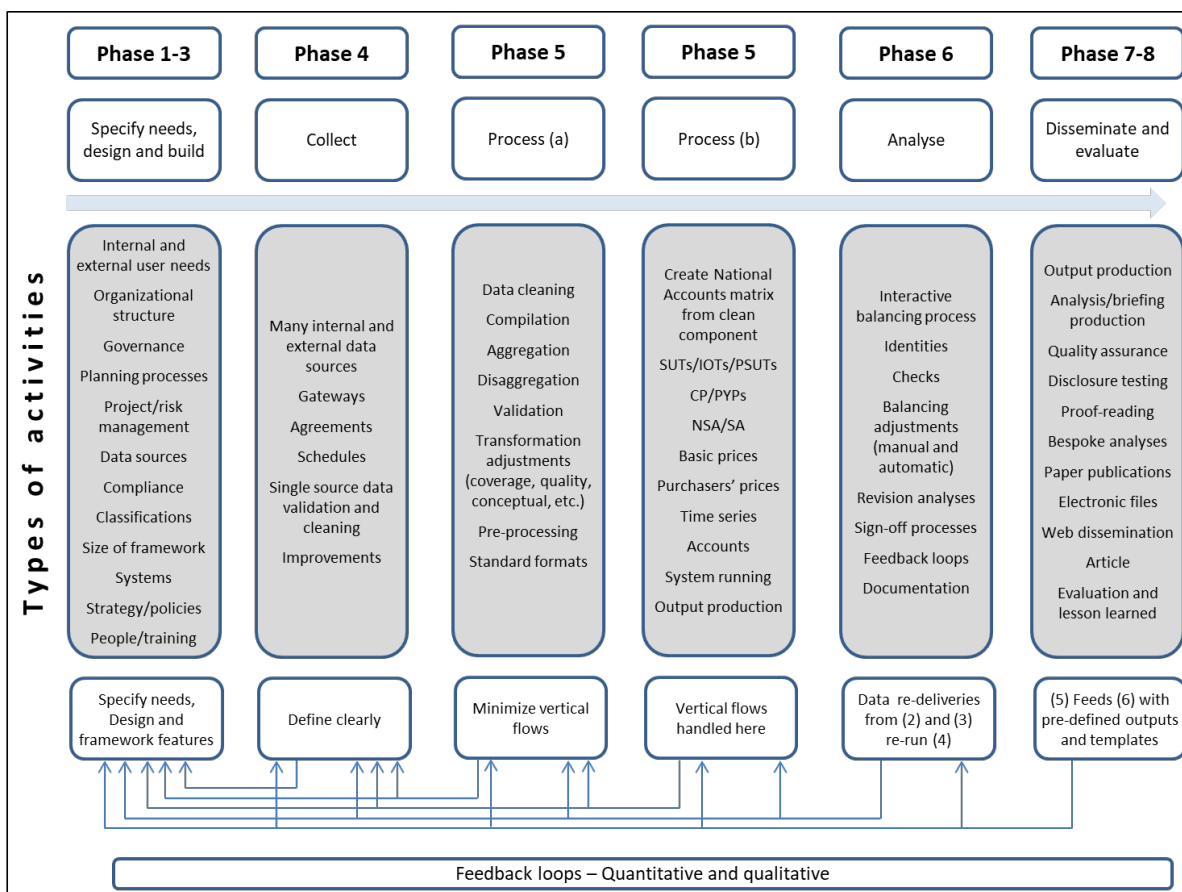 Phase 1-3
Phase 4
Phase 5
Phase 5
Phase 6
Phase 7-8
Specify needs,
design and build
Collect
Process (a)
Process (b)
Analyse
Disseminate and
evaluate
Types of activities
Internal and
external user needs
Organizational
structure
Governance
Planning processes
Project/risk
management
Data sources
Compliance
Classifications
Size of framework
Systems
Strategy/policies
People/training
Many internal and
external data
sources
Gateways
Agreements
Schedules
Single source data
validation and
cleaning
Improvements
Data cleaning
Compilation
Aggregation
Disaggregation
Validation
Transformation
adjustments
(coverage, quality,
conceptual, etc.)
Pre-processing
Standard formats
Create National
Accounts matrix
from clean
component
SUTs/IOTs/PSUTs
CP/PYPs
NSA/SA
Basic prices
Purchasers’ prices
Time series
Accounts
System running
Output production
Interactive
balancing process
Identities
Checks
Balancing
adjustments
(manual and
automatic)
Revision analyses
Sign-off processes
Feedback loops
Documentation
Output production
Analysis/briefing
production
Quality assurance
Disclosure testing
Proof-reading
Bespoke analyses
Paper publications
Electronic files
Web dissemination
Article
Evaluation and
lesson learned
Specify needs,
Design and
framework features
Define clearly
Minimize vertical
flows
Vertical flows
handled here
Data re-deliveries
from (2) and (3)
re-run (4)
(5) Feeds (6) with
pre-defined outputs
and templates
Feedback loops – Quantitative and qualitative